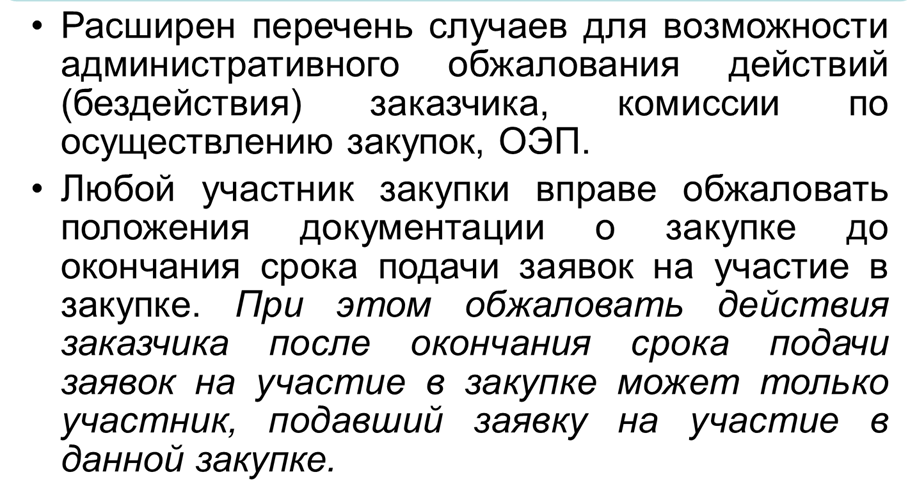 • Расширен перечень случаев для возможности
административного обжалования действий
(бездействия) заказчика, комиссии по
осуществлению закупок, ОЭП.
• Любой участник закупки вправе обжаловать
положения документации о закупке до
окончания срока подачи заявок на участие в
закупке. При этом обжаловать действия
заказчика после окончания срока подачи
заявок на участие в закупке может только
участник, подавший заявку на участие в
данной закупке.